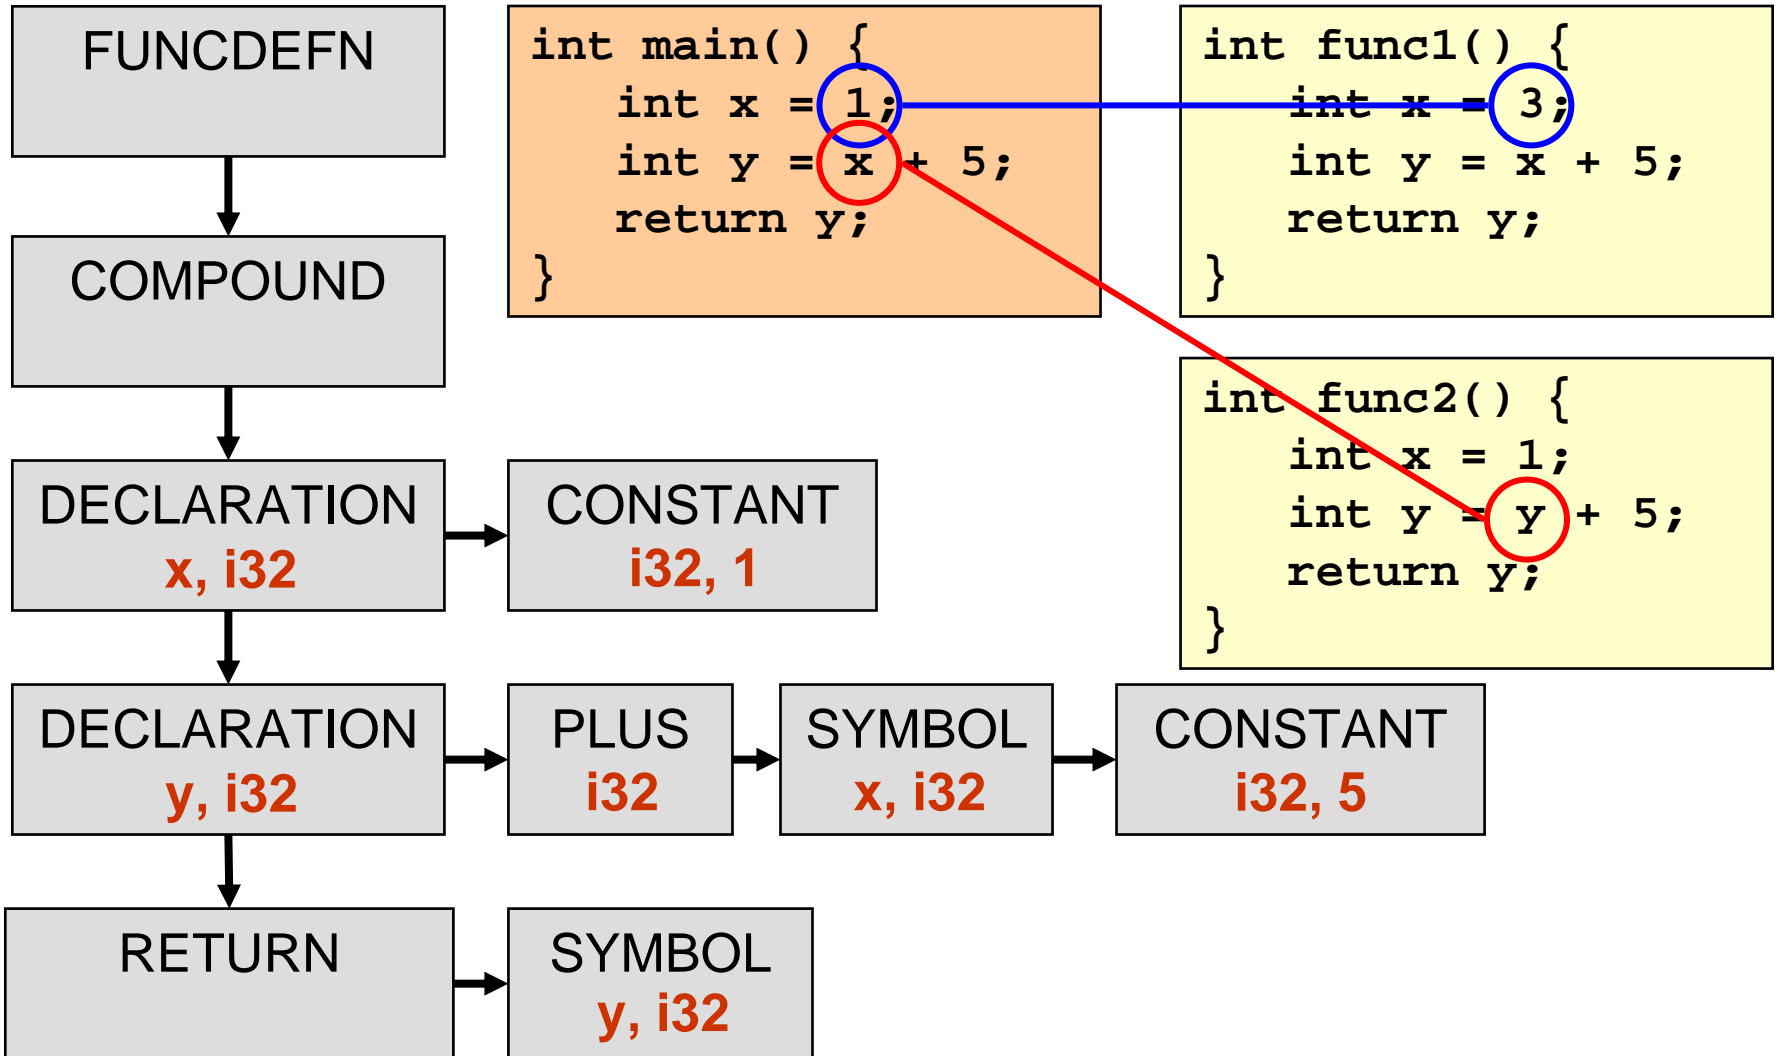 FUNCDEFN
COMPOUND
DECLARATION
x, i32
CONSTANT
i32, 1
DECLARATION
y, i32
PLUS
i32
SYMBOL
x, i32
CONSTANT
i32, 5
RETURN
SYMBOL
y, i32
int main() {
int x = 1;
int y = x + 5;
return y;
}
int func1() {
int x = 3;
int y = x + 5;
return y;
}
int func2() {
int x = 1;
int y = y + 5;
return y;
}